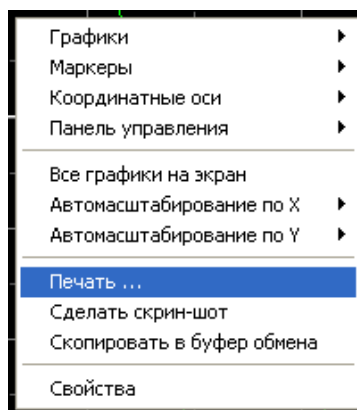 Графики
Маркеры
Координатные оси
Панель управления
Все графики на экран
Автомасштабирование по X
Автомасштабирование по Y
Печать ...
Сделать скрин-шот
Скопировать в буфер обмена
Свойства